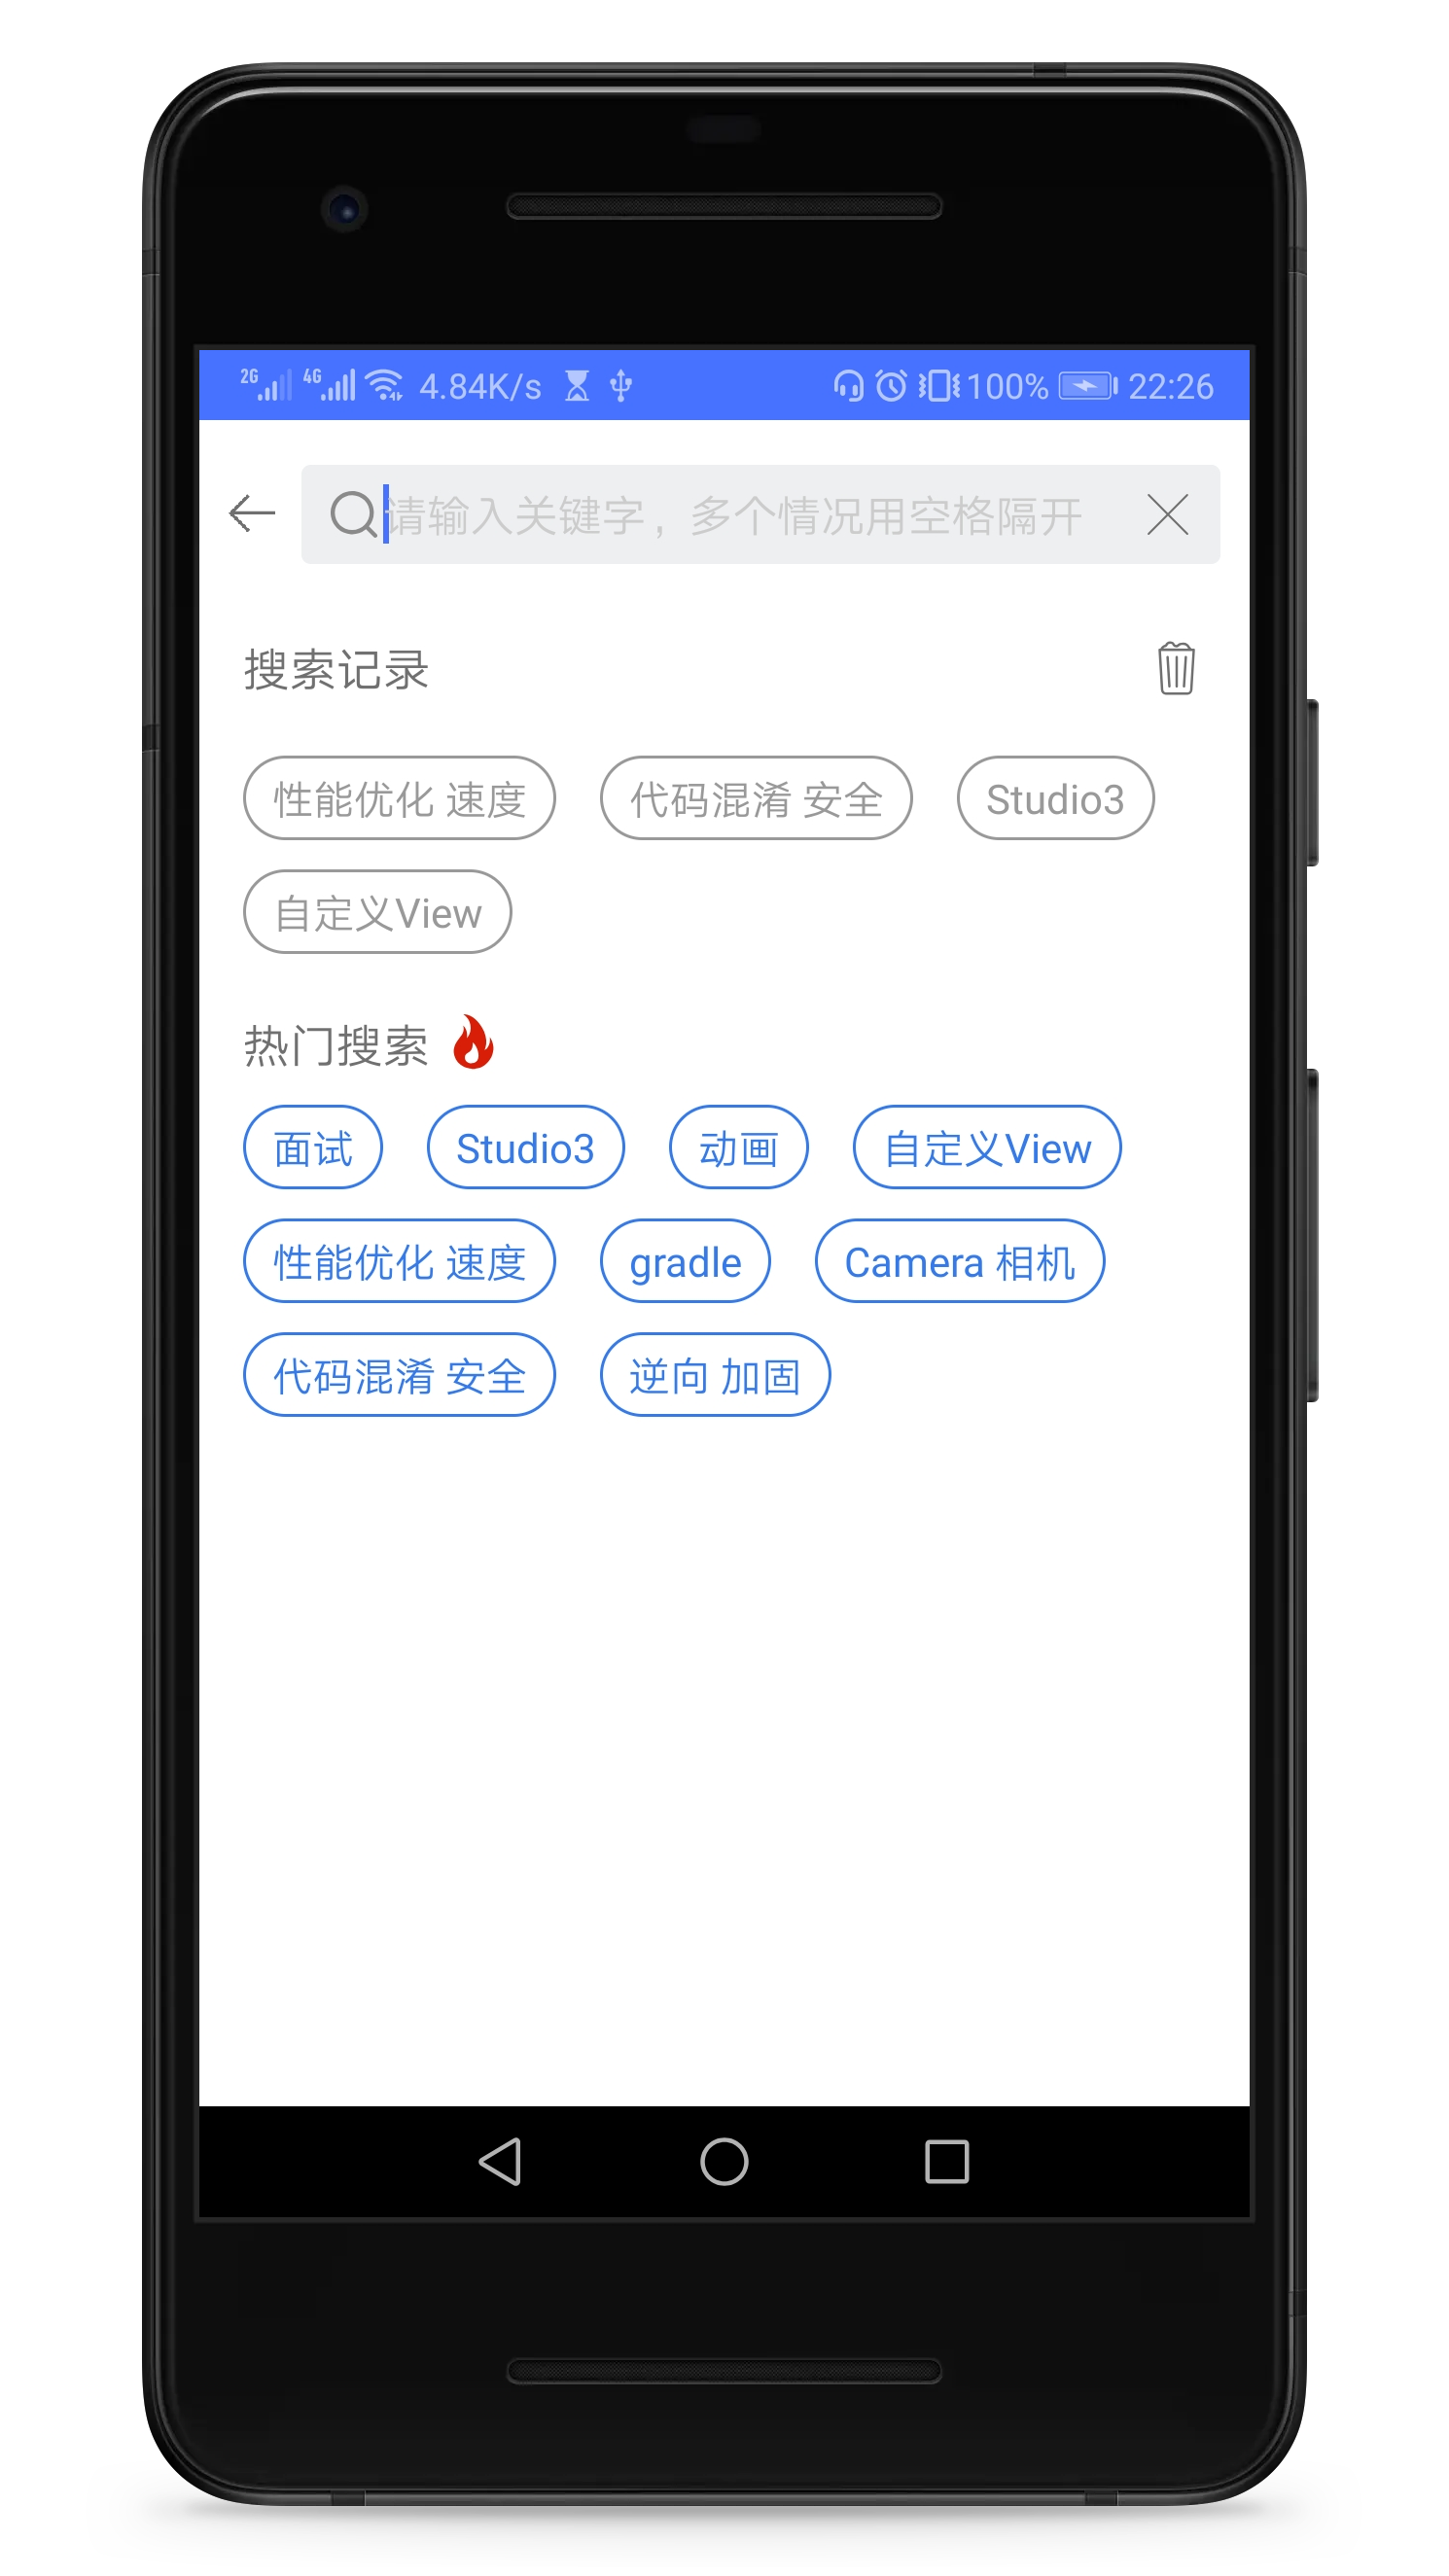 2G 4G 4.84K/s 100% 22:26
请输入关键字，多个情况用空格隔开
搜索记录
性能优化 速度 代码混淆 安全 Studio3
自定义View
热门搜索
面试 Studio3 动画 自定义View
性能优化 速度 gradle Camera 相机
代码混淆 安全 逆向 加固